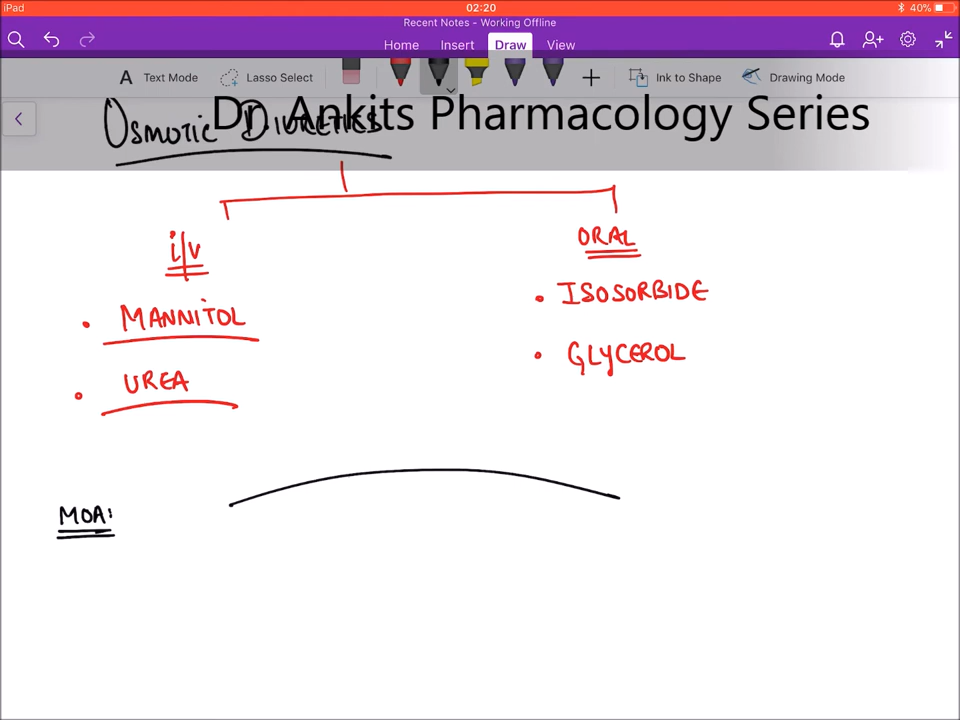 iPad 02:20 40%
Recent Notes - Working Offline
Home Insert Draw View
A Text Mode Lasso Select Ink to Shape Drawing Mode
Dr Ankits Pharmacology Series
OSMOTIC DIURETICS
i/v
ORAL
• MANNITOL
• ISOSORBIDE
• UREA
• GLYCEROL
MOA: